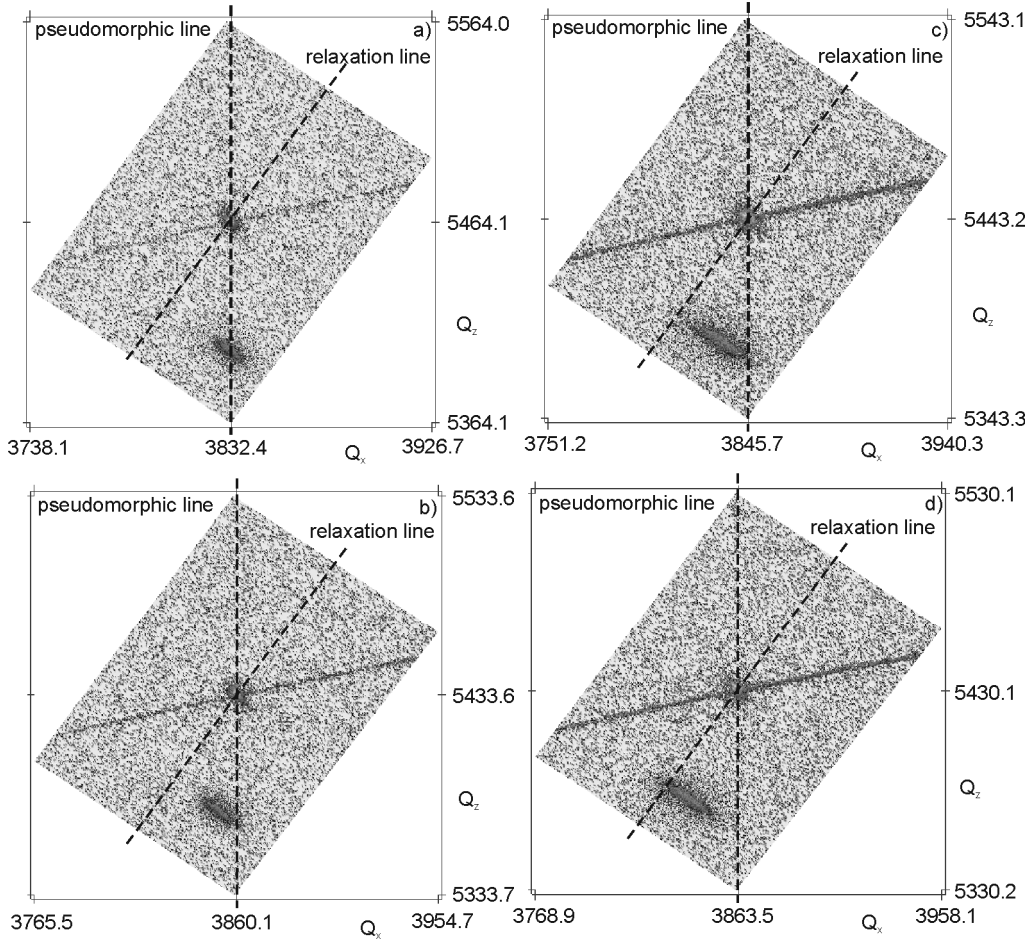 pseudomorphic line
a)
relaxation line
5564.0
5464.1
Qz
5364.1
3738.1
3832.4
Qx
3926.7
c)
pseudomorphic line
relaxation line
5543.1
5443.2
Qz
5343.3
3751.2
3845.7
Qx
3940.3
pseudomorphic line
b)
relaxation line
5533.6
5433.6
Qz
5333.7
3765.5
3860.1
Qx
3954.7
pseudomorphic line
d)
relaxation line
5530.1
5430.1
Qz
5330.2
3768.9
3863.5
Qx
3958.1